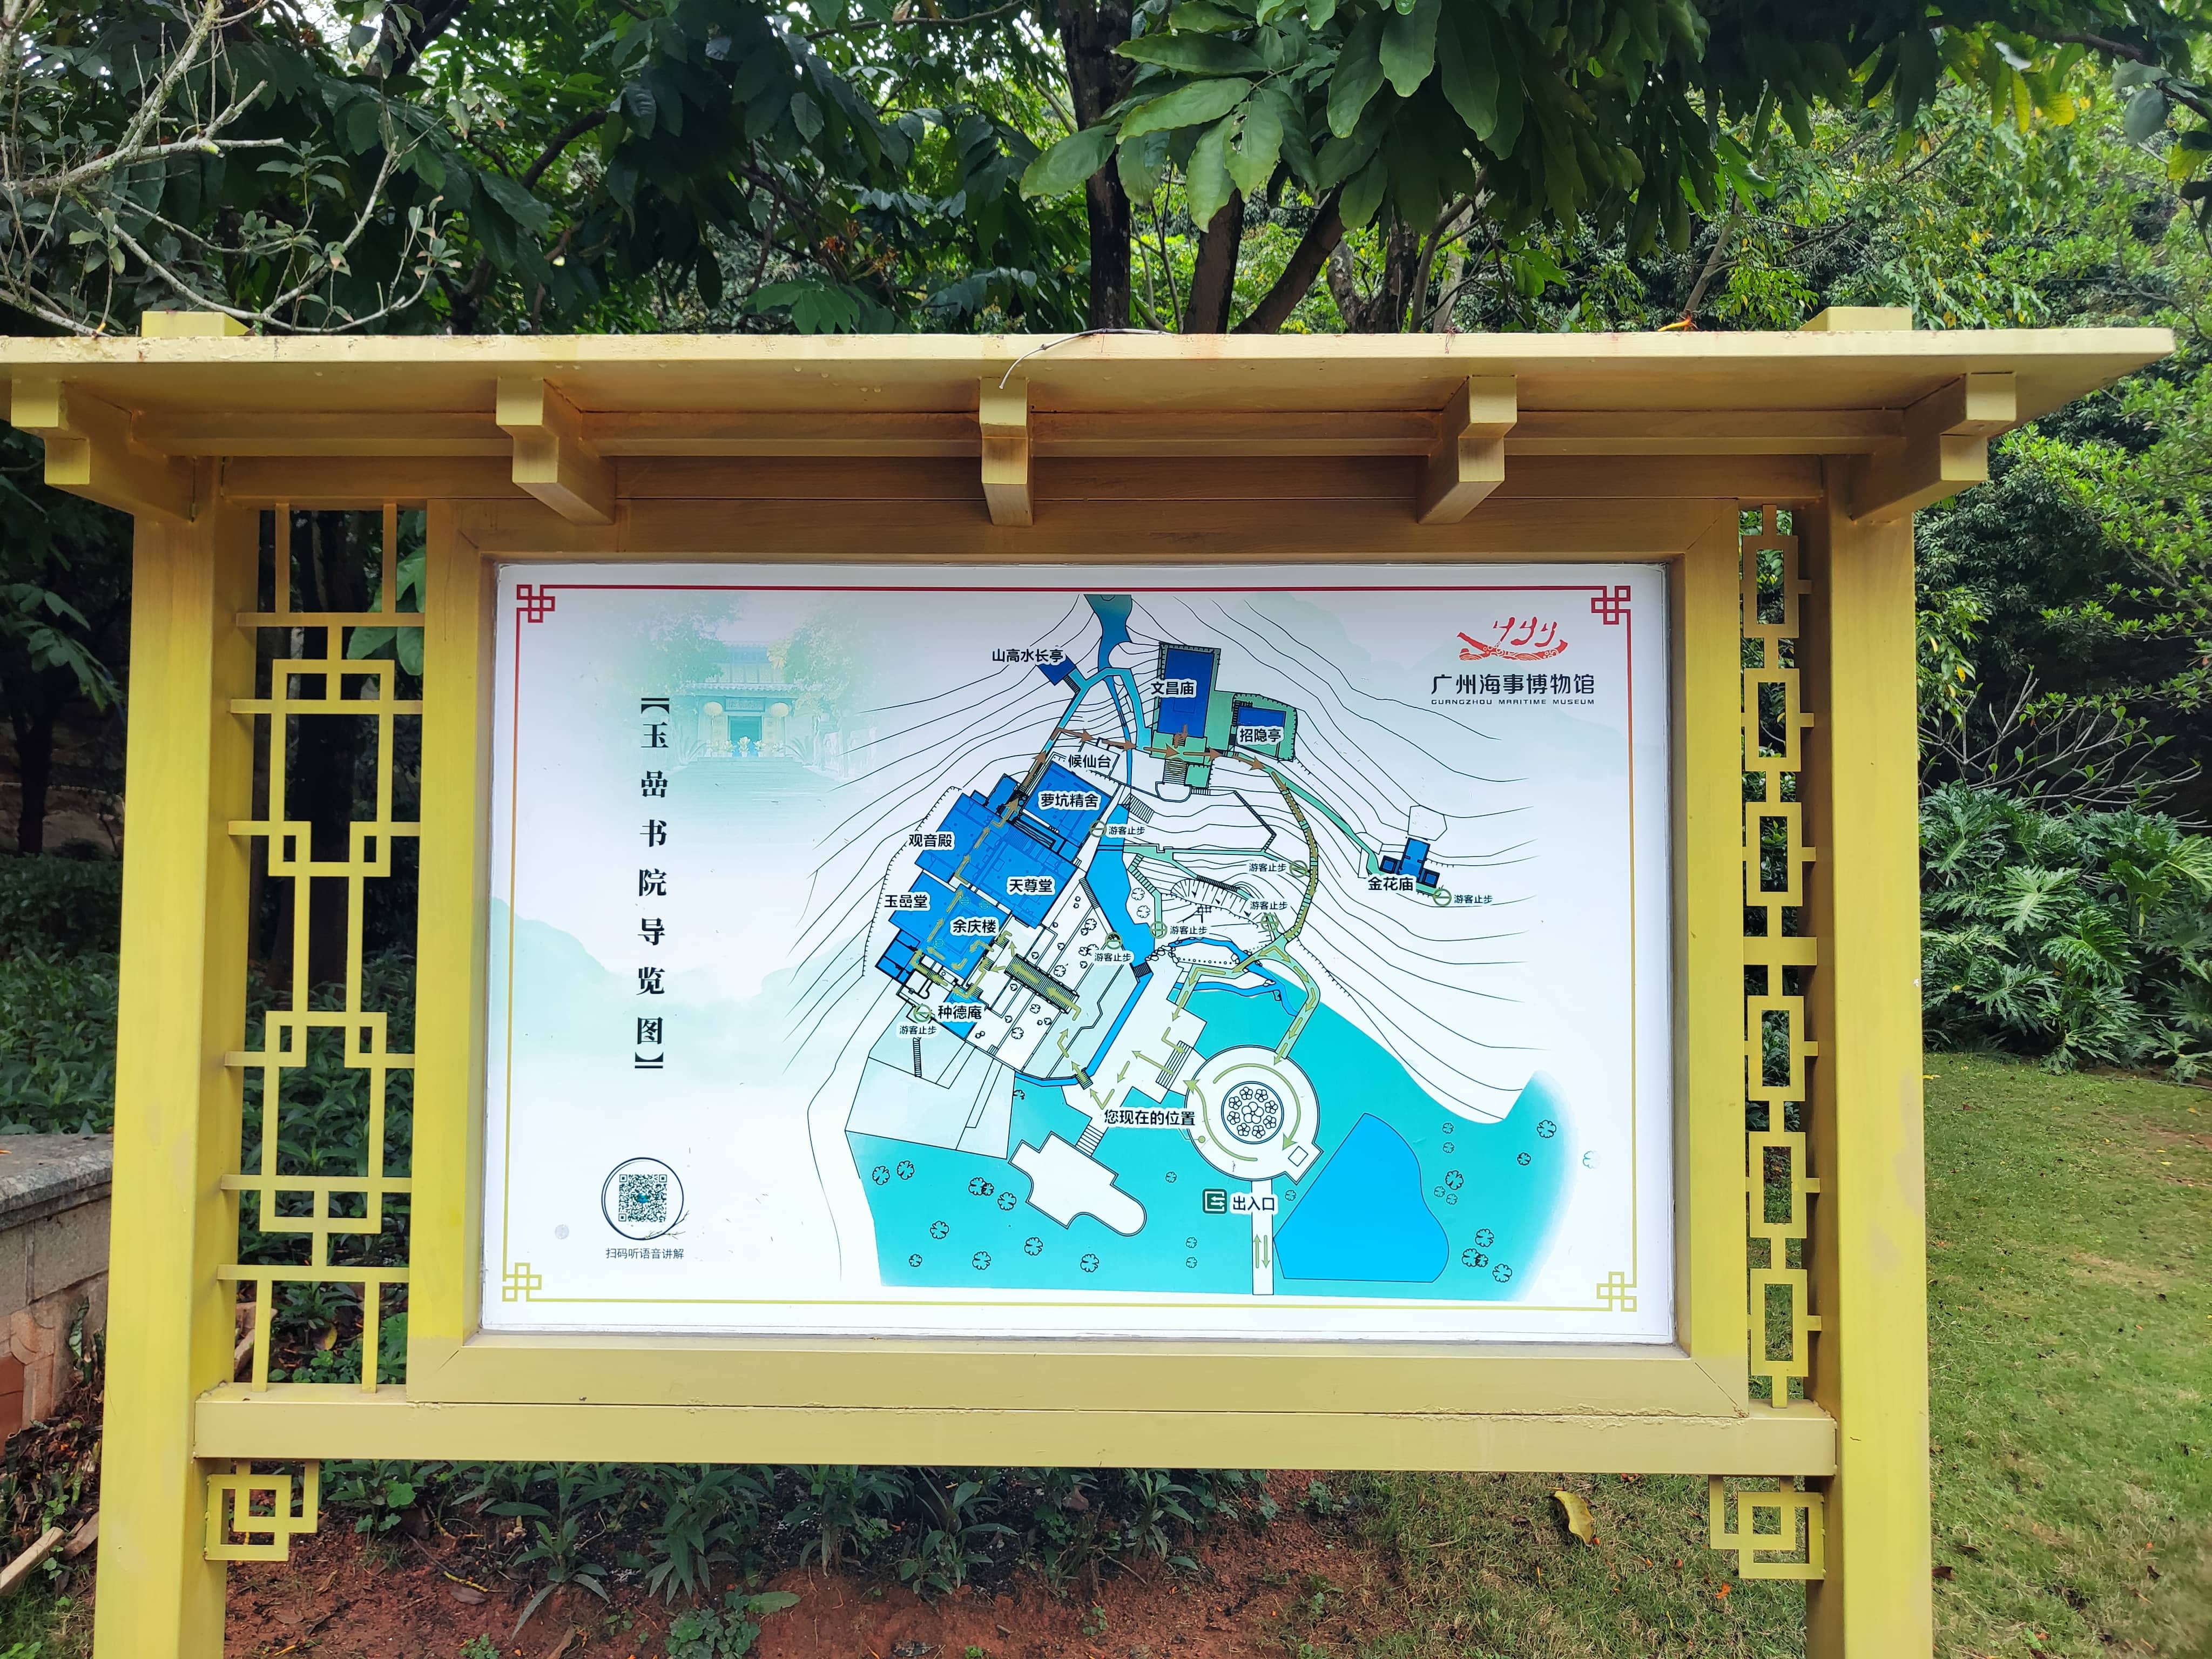 【玉嵒书院导览图】
广州海事博物馆
GUANGZHOU MARITIME MUSEUM
山高水长亭
文昌庙
招隐亭
候仙台
萝坑精舍
游客止步
观音殿
游客止步
天尊堂
金花庙
游客止步
玉嵒堂
游客止步
余庆楼
游客止步
游客止步
种德庵
游客止步
您现在的位置
出入口
扫码听语音讲解